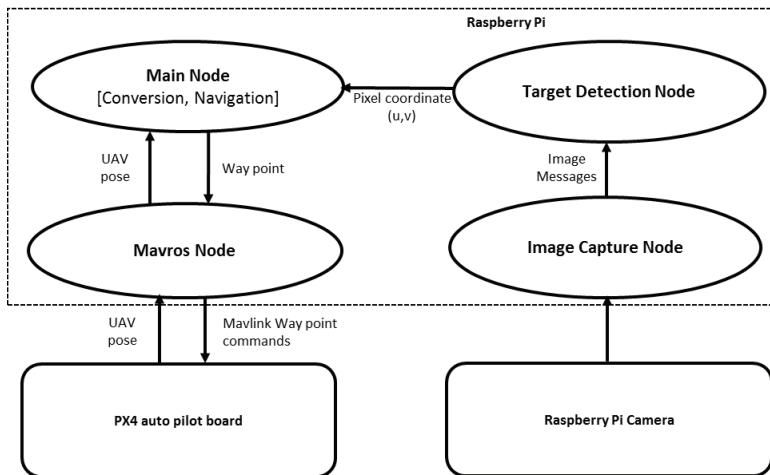 Raspberry Pi
Main Node
[Conversion, Navigation]
Target Detection Node
Pixel coordinate
(u,v)
UAV
pose
Way point
Image
Messages
Mavros Node
Image Capture Node
UAV
pose
Mavlink Way point
commands
PX4 auto pilot board
Raspberry Pi Camera